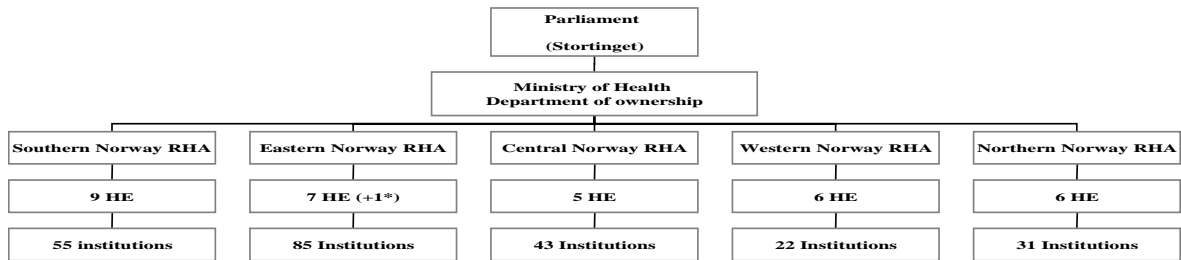 Parliament
(Stortinget)
Ministry of Health
Department of ownership
Southern Norway RHA
Eastern Norway RHA
Central Norway RHA
Western Norway RHA
Northern Norway RHA
9 HE
7 HE (+1*)
5 HE
6 HE
6 HE
55 institutions
85 Institutions
43 Institutions
22 Institutions
31 Institutions